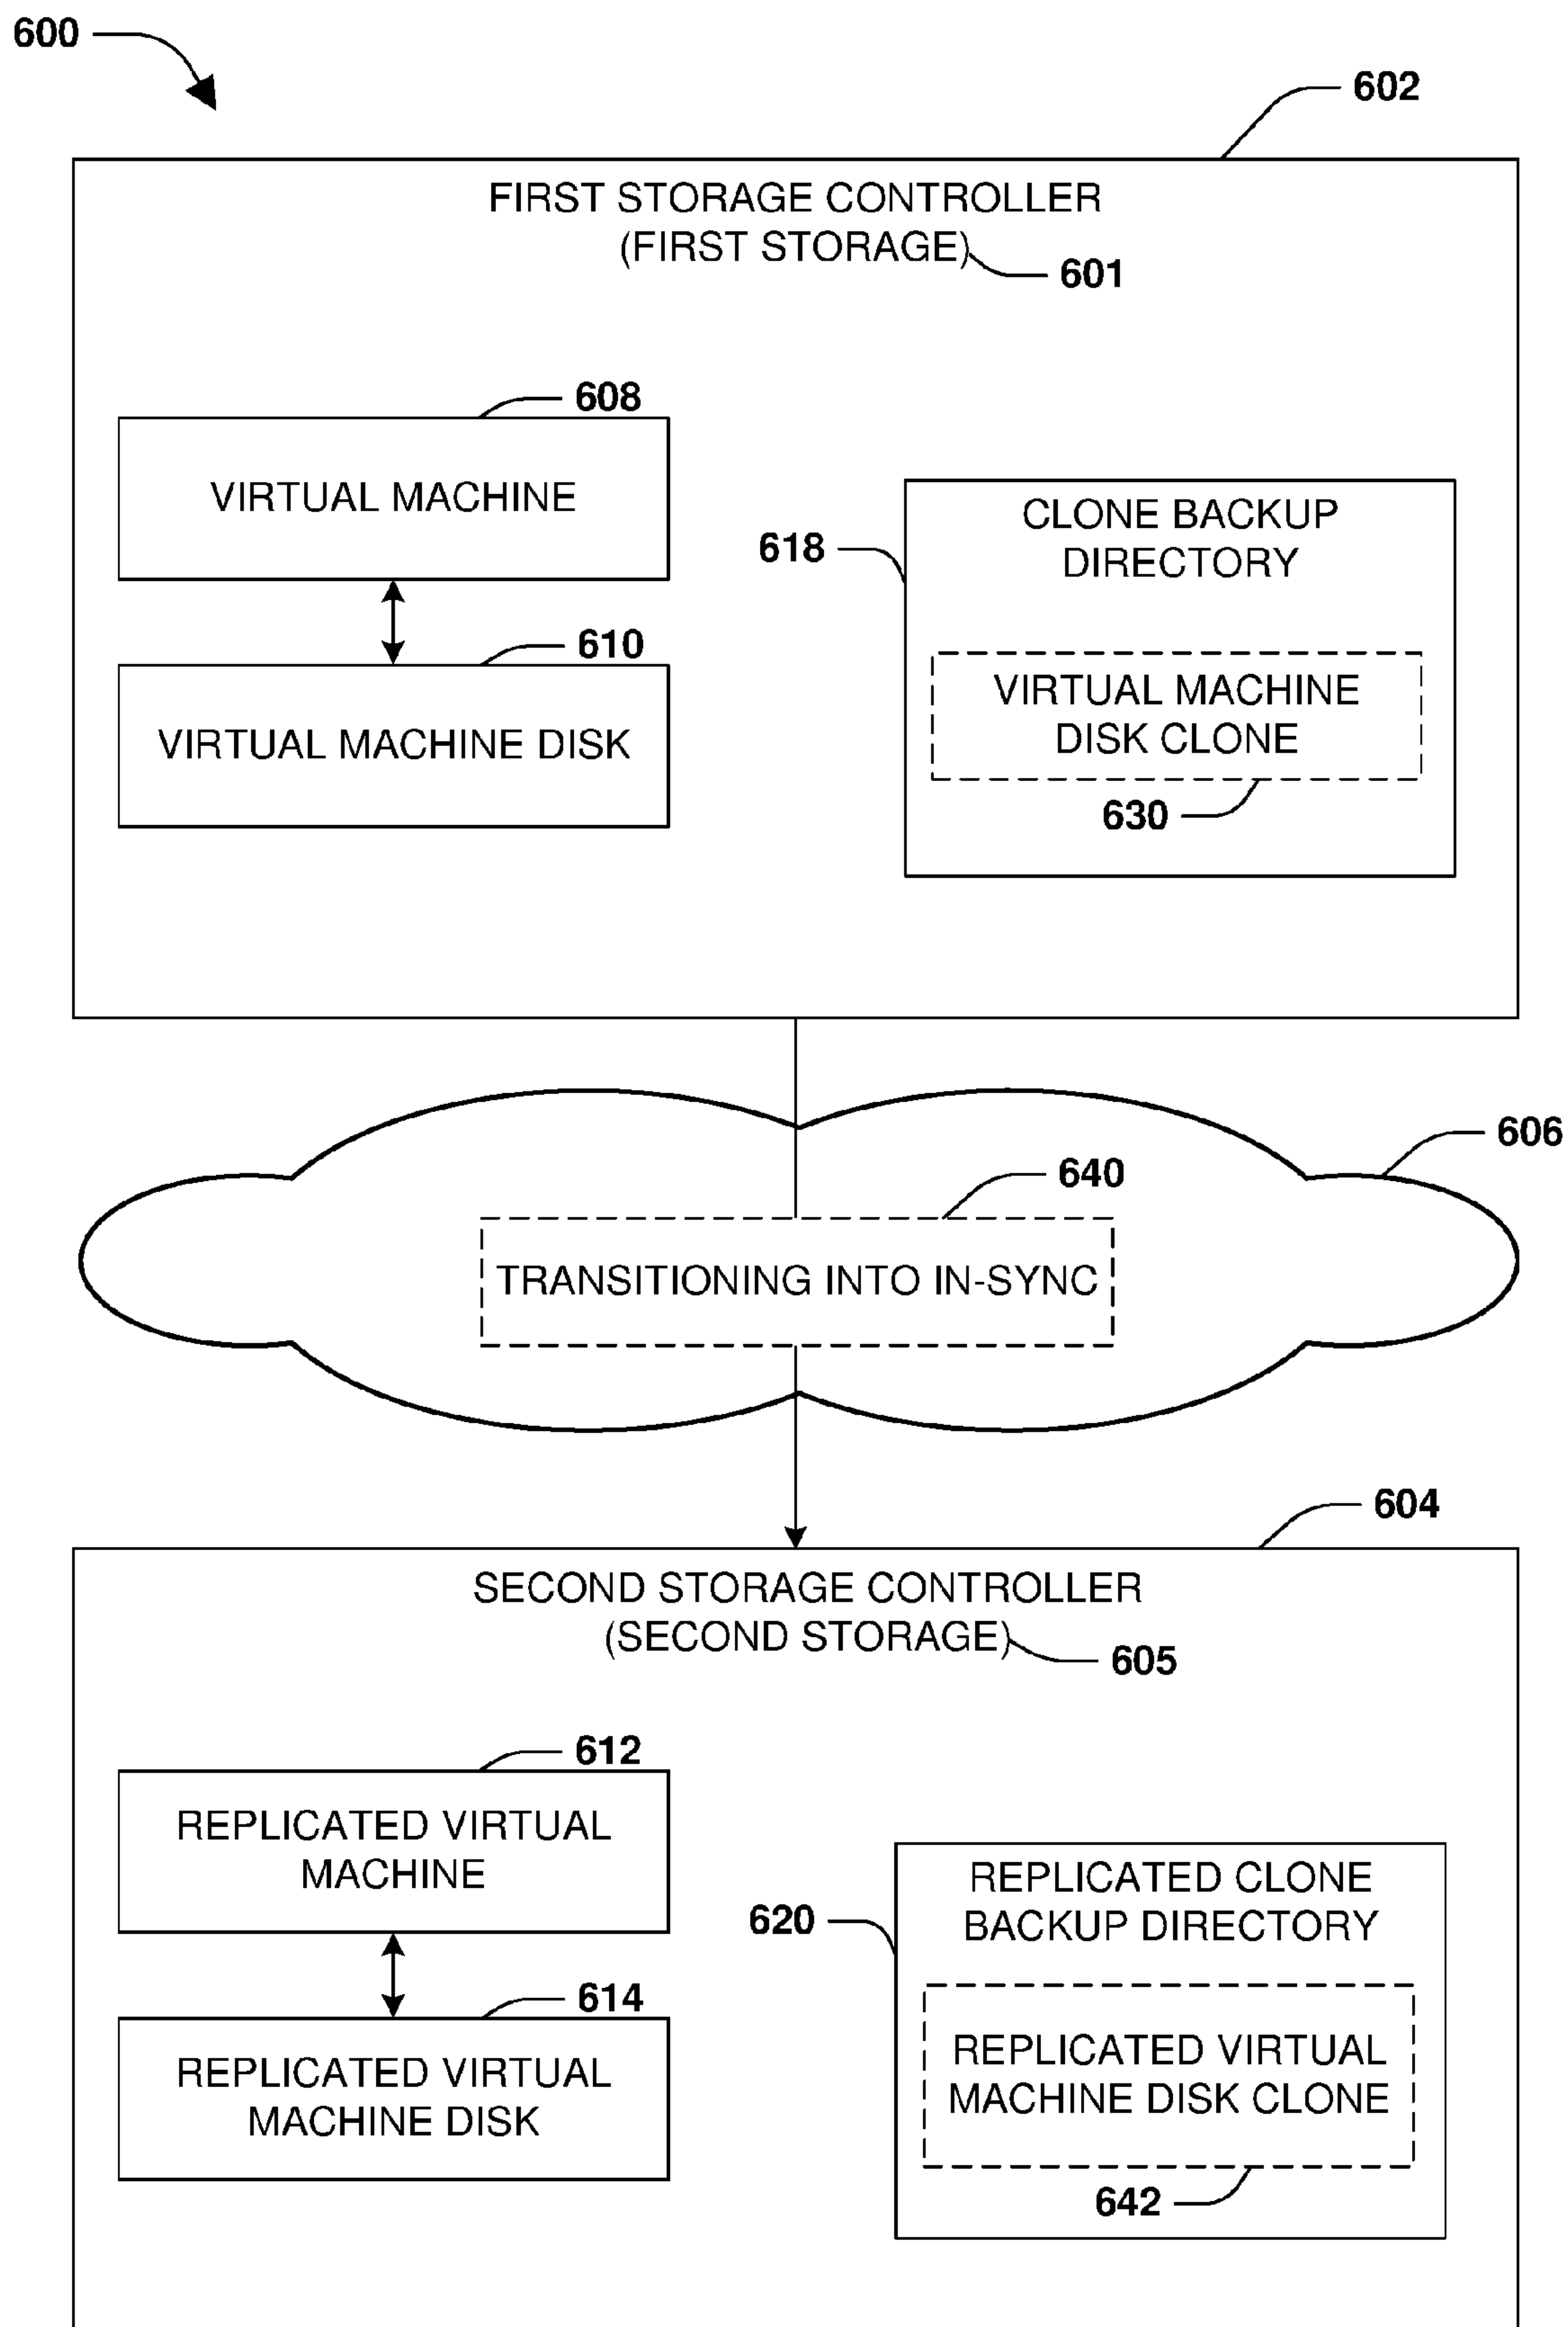 600
602
FIRST STORAGE CONTROLLER
(FIRST STORAGE)
601
608
VIRTUAL MACHINE
610
VIRTUAL MACHINE DISK
618
CLONE BACKUP
DIRECTORY
VIRTUAL MACHINE
DISK CLONE
630
606
640
TRANSITIONING INTO IN-SYNC
604
SECOND STORAGE CONTROLLER
(SECOND STORAGE)
605
612
REPLICATED VIRTUAL
MACHINE
614
REPLICATED VIRTUAL
MACHINE DISK
620
REPLICATED CLONE
BACKUP DIRECTORY
REPLICATED VIRTUAL
MACHINE DISK CLONE
642